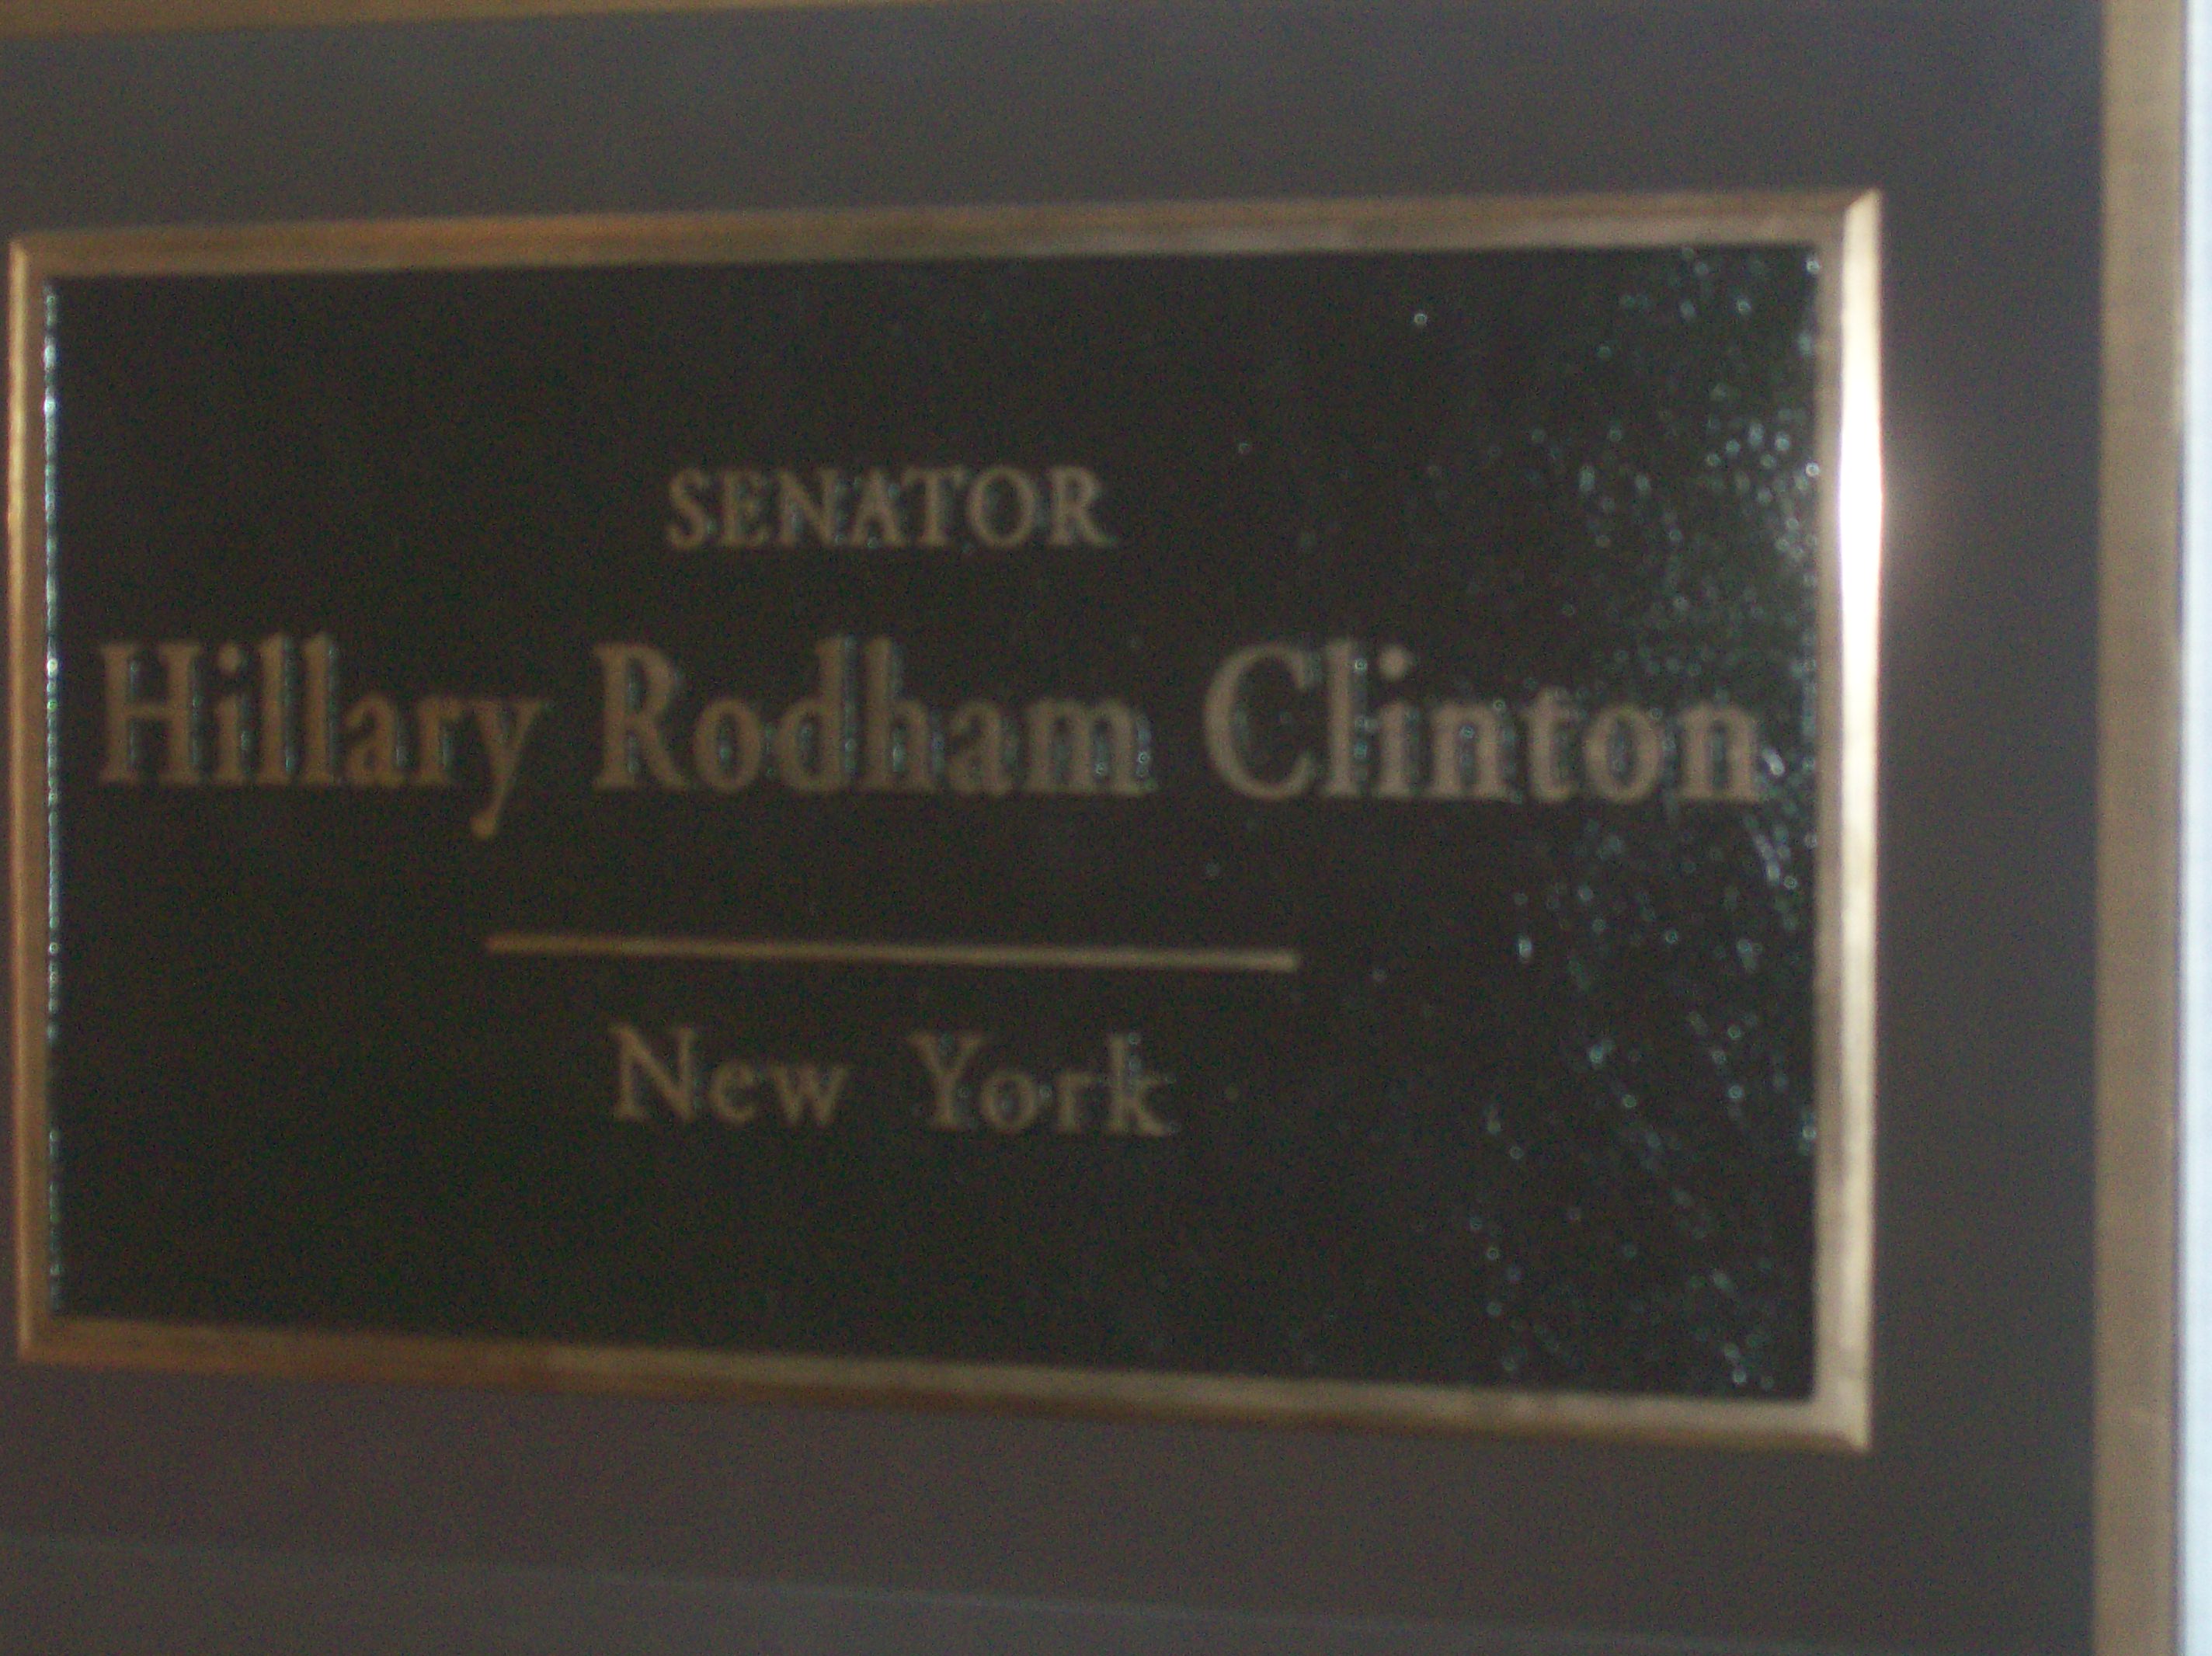 SENATOR
Hillary Rodham Clinton
New York